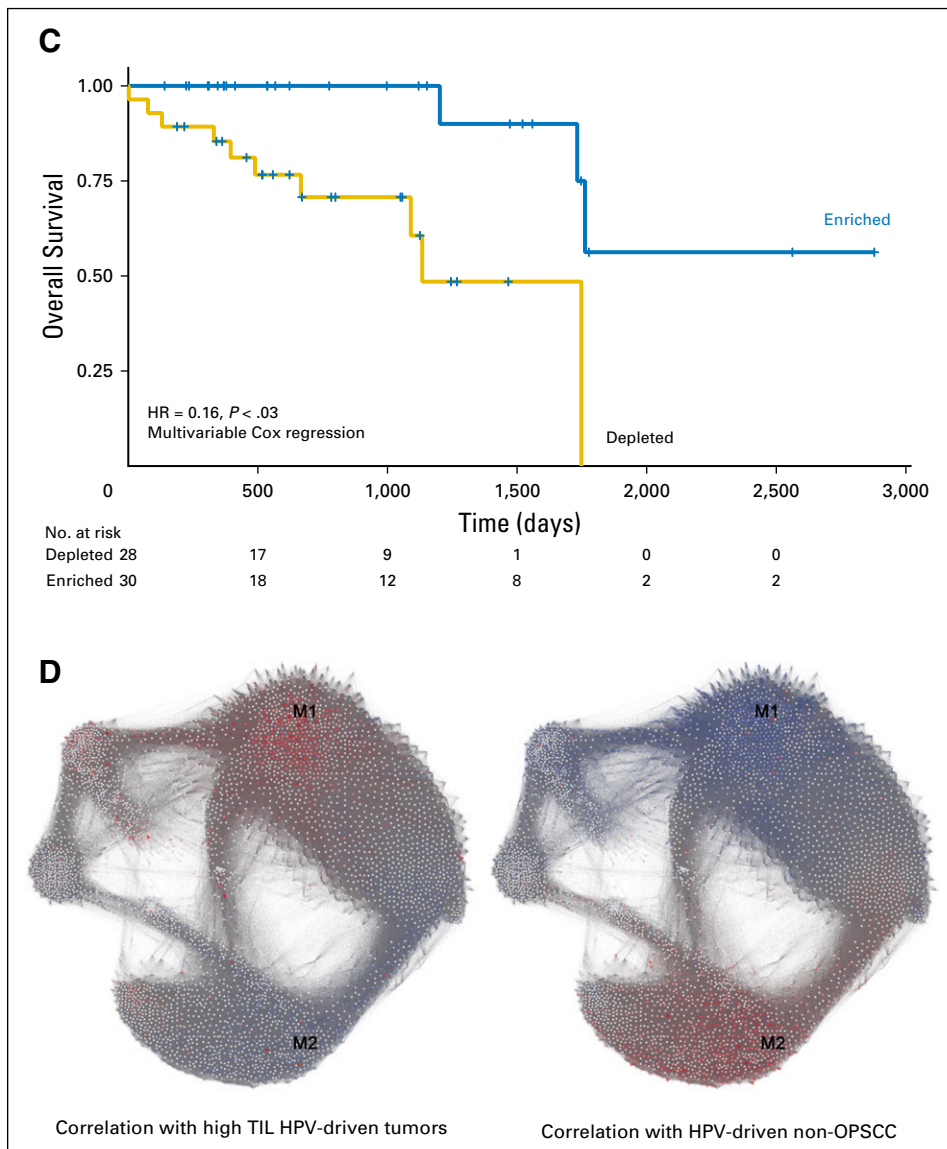 C
1.00
0.75
0.50
0.25
Overall Survival
Enriched
HR = 0.16, P < .03
Multivariable Cox regression
Depleted
0 500 1,000 1,500 2,000 2,500 3,000
Time (days)
No. at risk
Depleted 28 17 9 1 0 0
Enriched 30 18 12 8 2 2
D
M1 M1
M2 M2
Correlation with high TIL HPV-driven tumors
Correlation with HPV-driven non-OPSCC